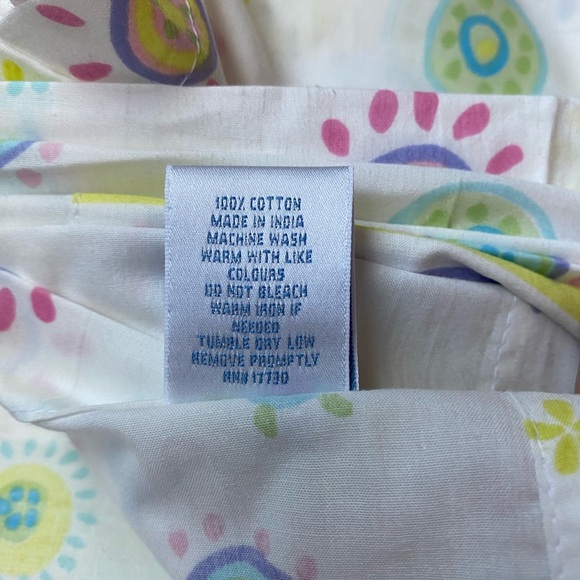 100% COTTON
MADE IN INDIA
MACHINE WASH
WARM WITH LIKE
COLOURS
DO NOT BLEACH
WARM IRON IF
NEEDED
TUMBLE DRY LOW
REMOVE PROMPTLY
RN# 17730